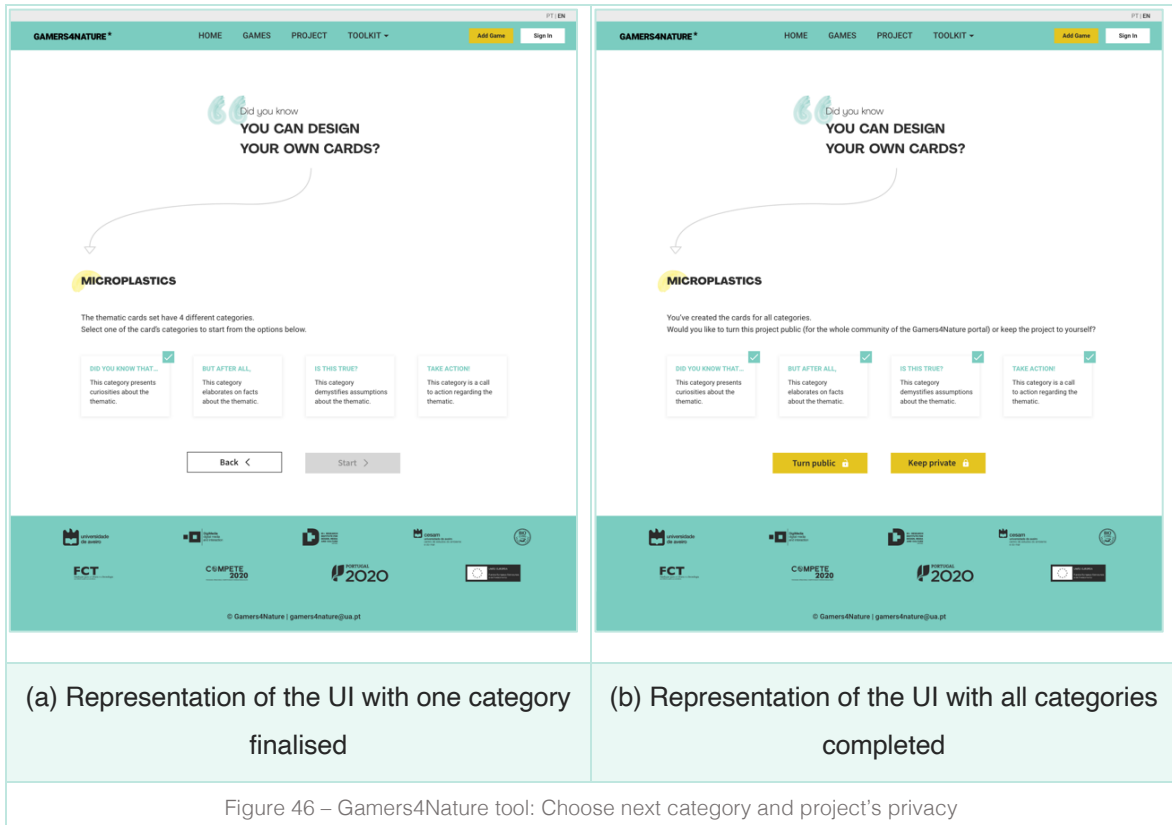 PT | EN
GAMERS4NATURE*
HOME GAMES PROJECT TOOLKIT
Add Game Sign In
Did you know
YOU CAN DESIGN
YOUR OWN CARDS?
MICROPLASTICS
The thematic cards set have 4 different categories.
Select one of the card's categories to start from the options below.
DID YOU KNOW THAT...
This category presents
curiosities about the
thematic.
BUT AFTER ALL,
This category
elaborates on facts
about the thematic.
IS THIS TRUE?
This category
demystifies assumptions
about the thematic.
TAKE ACTION!
This category is a call
to action regarding the
thematic.
Back Start
universidade
de aveiro
cesam
FCT
COMPETE
2020
PORTUGAL
2020
© Gamers4Nature | gamers4nature@ua.pt
PT | EN
GAMERS4NATURE*
HOME GAMES PROJECT TOOLKIT
Add Game Sign In
Did you know
YOU CAN DESIGN
YOUR OWN CARDS?
MICROPLASTICS
You've created the cards for all categories.
Would you like to turn this project public (for the whole community of the Gamers4Nature portal) or keep the project to yourself?
DID YOU KNOW THAT...
This category presents
curiosities about the
thematic.
BUT AFTER ALL,
This category
elaborates on facts
about the thematic.
IS THIS TRUE?
This category
demystifies assumptions
about the thematic.
TAKE ACTION!
This category is a call
to action regarding the
thematic.
Turn public Keep private
universidade
de aveiro
cesam
FCT
COMPETE
2020
PORTUGAL
2020
© Gamers4Nature | gamers4nature@ua.pt
(a) Representation of the UI with one category
finalised
(b) Representation of the UI with all categories
completed
Figure 46 – Gamers4Nature tool: Choose next category and project's privacy